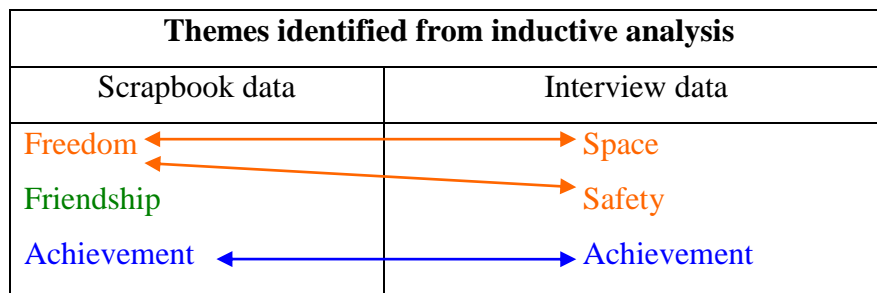 Themes identified from inductive analysis
Scrapbook data Interview data
Freedom Space
Friendship Safety
Achievement Achievement